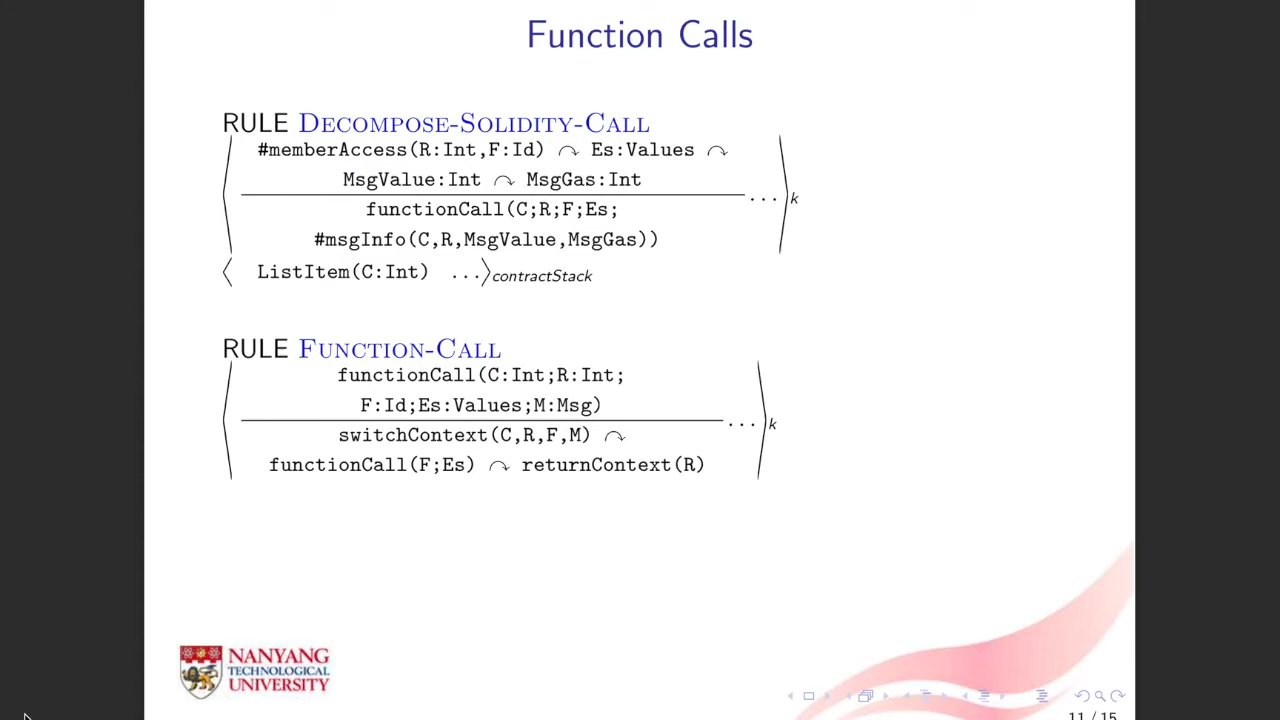 Function Calls
RULE DECOMPOSE-SOLIDITY-CALL
#memberAccess(R:Int,F:Id) ↷ Es:Values ↷
MsgValue:Int ↷ MsgGas:Int
functionCall(C;R;F;Es;
#msgInfo(C,R,MsgValue,MsgGas))
··· k
⟨ ListItem(C:Int) ...⟩contractStack
RULE FUNCTION-CALL
functionCall(C:Int;R:Int;
F:Id;Es:Values;M:Msg)
switchContext(C,R,F,M) ↷
functionCall(F;Es) ↷ returnContext(R)
··· k
NANYANG
TECHNOLOGICAL
UNIVERSITY
11 / 15